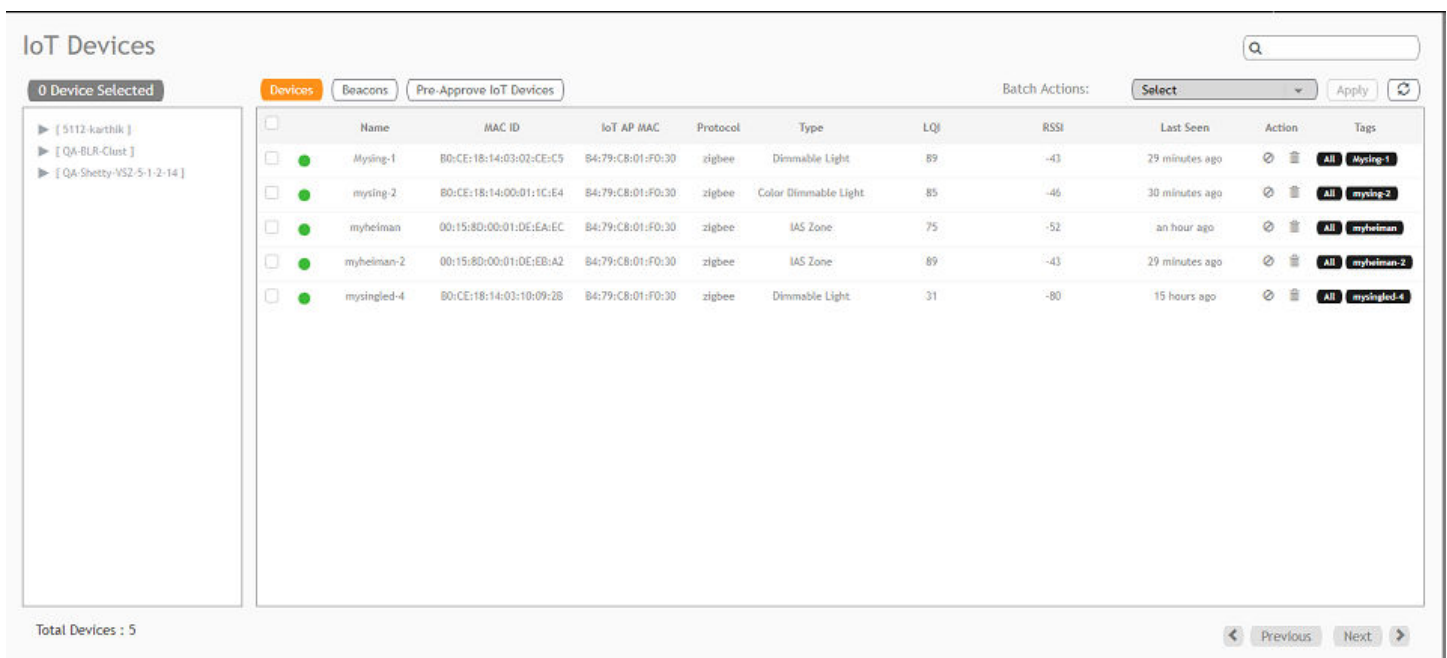 IoT Devices
0 Device Selected
Devices Beacons Pre-Approve IoT Devices Batch Actions: Select Apply
[ 5112-karthik ]
[ QA-BLR-Clust ]
[ QA-Shetty-VSZ-5-1-2-14 ]
Name MAC ID IoT AP MAC Protocol Type LQI RSSI Last Seen Action Tags
Mysing-1 B0:CE:18:14:03:02:CE:C5 B4:79:C8:01:F0:30 zigbee Dimmable Light 89 -43 29 minutes ago All Mysing-1
mysing-2 B0:CE:18:14:00:01:1C:E4 B4:79:C8:01:F0:30 zigbee Color Dimmable Light 85 -46 30 minutes ago All mysing-2
myheiman 00:15:8D:00:01:DE:EA:EC B4:79:C8:01:F0:30 zigbee IAS Zone 75 -52 an hour ago All myheiman
myheiman-2 00:15:8D:00:01:DE:EB:A2 B4:79:C8:01:F0:30 zigbee IAS Zone 89 -43 29 minutes ago All myheiman-2
mysingled-4 B0:CE:18:14:03:10:09:2B B4:79:C8:01:F0:30 zigbee Dimmable Light 31 -80 15 hours ago All mysingled-4
Total Devices : 5
Previous Next